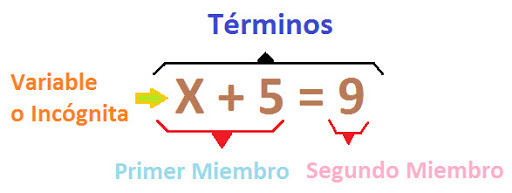 Términos
Variable
o Incógnita
X + 5 = 9
Primer Miembro
Segundo Miembro